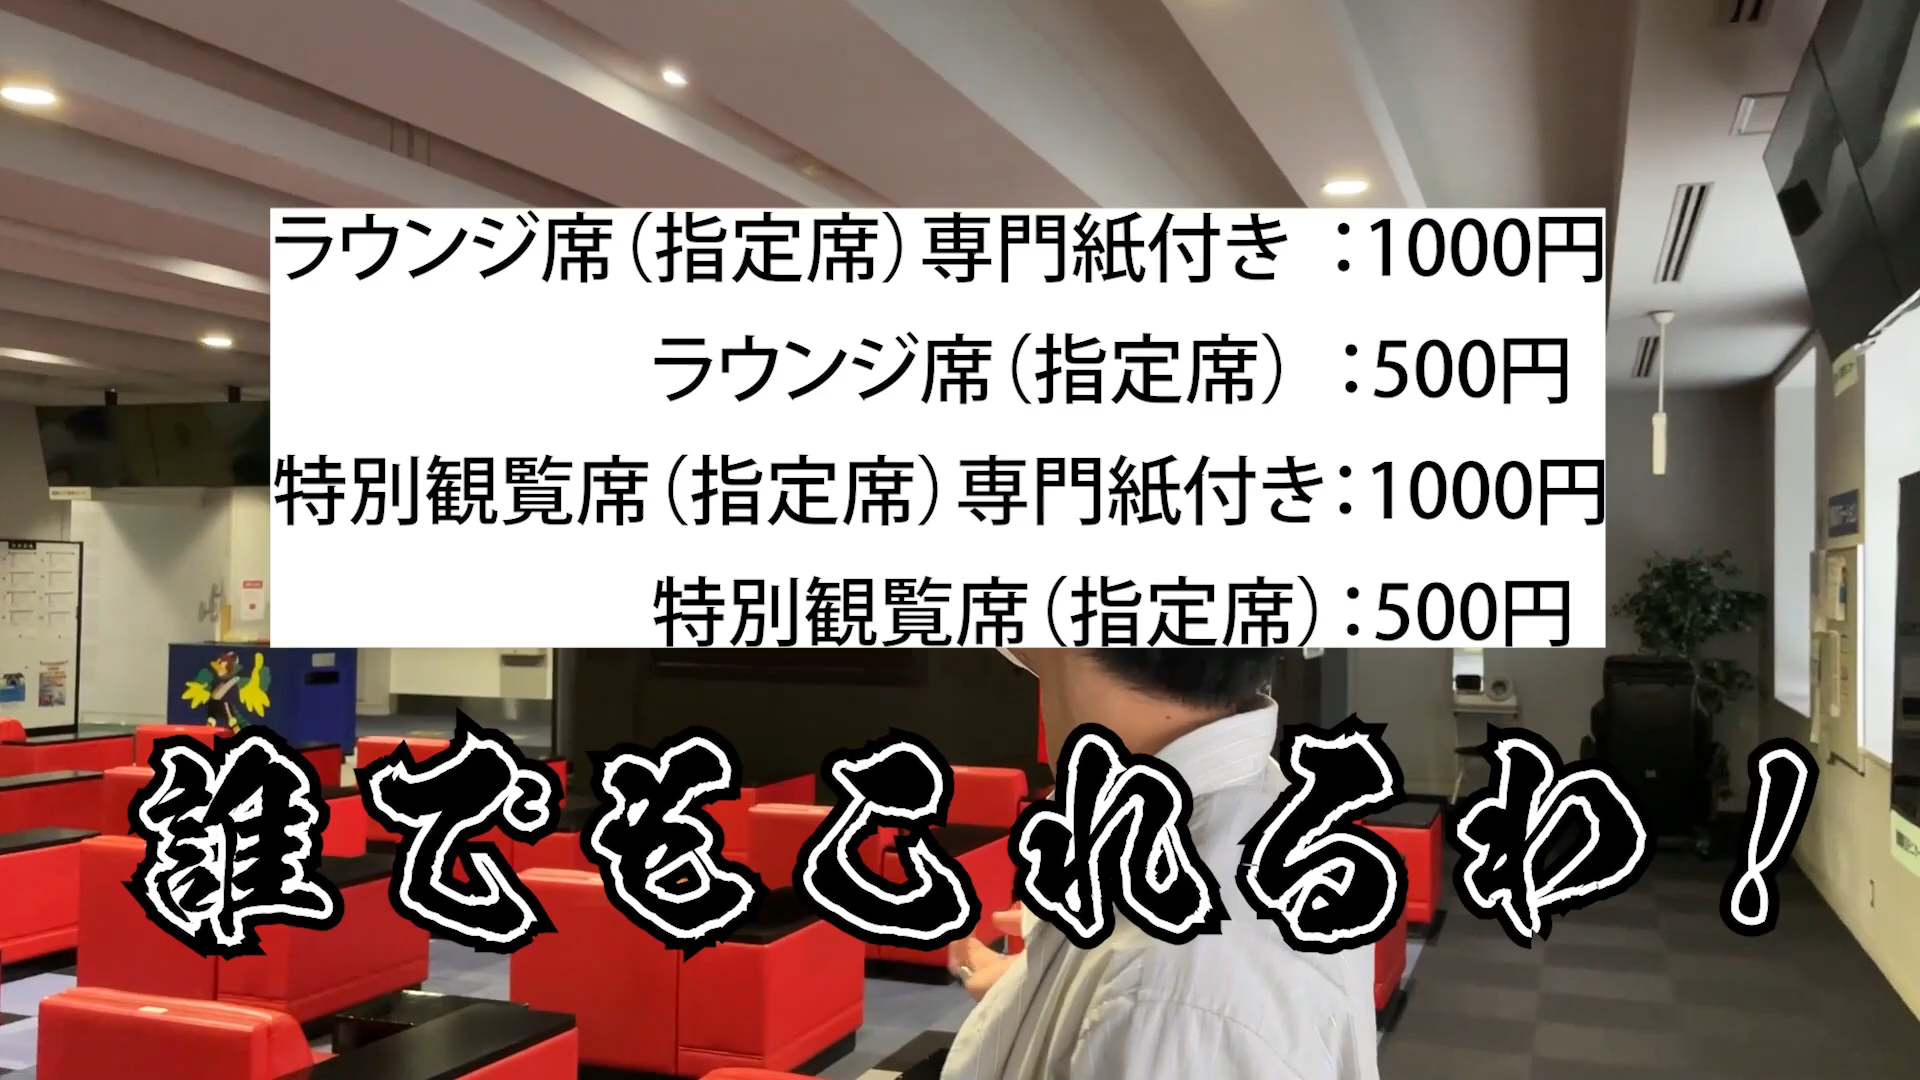 ラウンジ席（指定席）専門紙付き ：1000円
ラウンジ席（指定席） ：500円
特別観覧席（指定席）専門紙付き：1000円
特別観覧席（指定席）：500円
誰でもこれるわ！